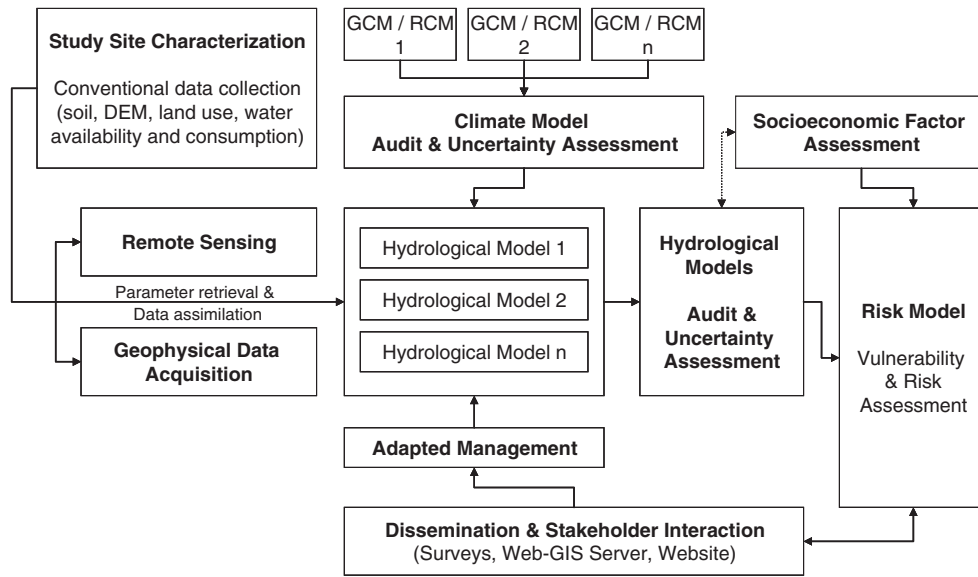 Study Site Characterization
Conventional data collection
(soil, DEM, land use, water
availability and consumption)
GCM / RCM
1
GCM / RCM
2
GCM / RCM
n
Climate Model
Audit & Uncertainty Assessment
Socioeconomic Factor
Assessment
Remote Sensing
Parameter retrieval &
Data assimilation
Geophysical Data
Acquisition
Hydrological Model 1
Hydrological Model 2
Hydrological Model n
Hydrological
Models
Audit &
Uncertainty
Assessment
Risk Model
Vulnerability
& Risk
Assessment
Adapted Management
Dissemination & Stakeholder Interaction
(Surveys, Web-GIS Server, Website)